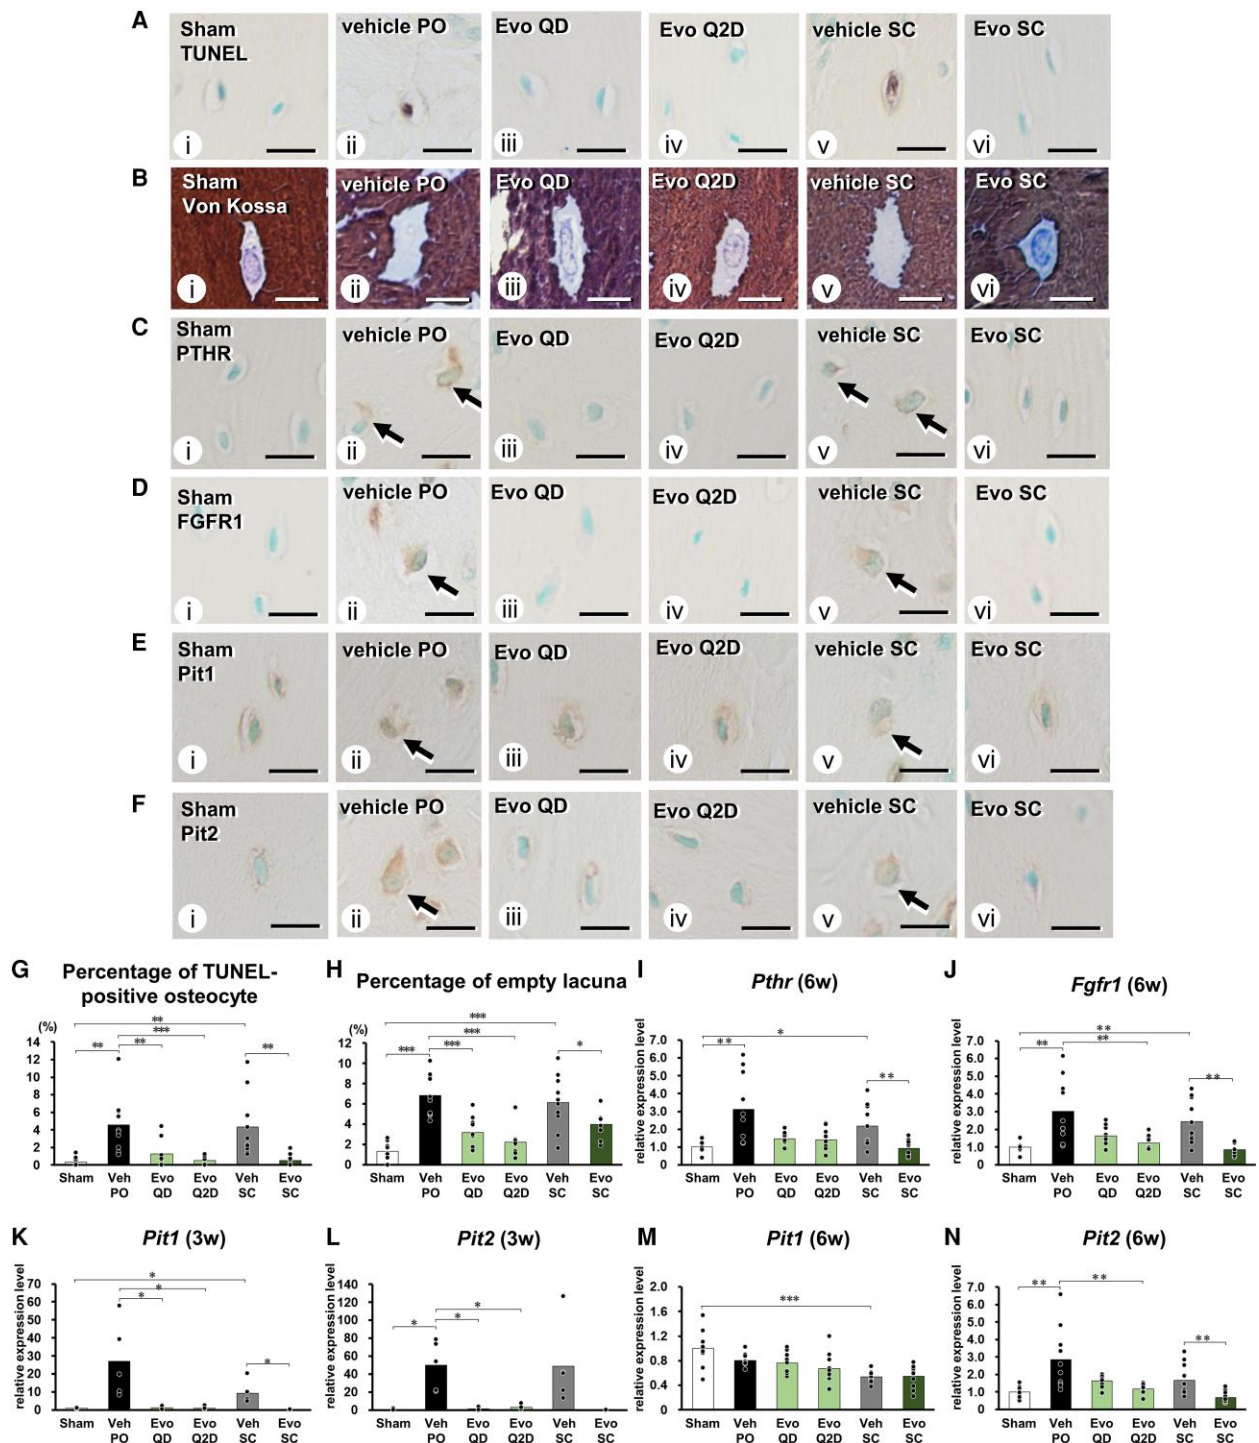 A
Sham
TUNEL
vehicle PO
Evo QD
Evo Q2D
vehicle SC
Evo SC
i
ii
iii
iv
v
vi
B
Sham
Von Kossa
vehicle PO
Evo QD
Evo Q2D
vehicle SC
Evo SC
i
ii
iii
iv
v
vi
C
Sham
PTHR
vehicle PO
Evo QD
Evo Q2D
vehicle SC
Evo SC
i
ii
iii
iv
v
vi
D
Sham
FGFR1
vehicle PO
Evo QD
Evo Q2D
vehicle SC
Evo SC
i
ii
iii
iv
v
vi
E
Sham
Pit1
vehicle PO
Evo QD
Evo Q2D
vehicle SC
Evo SC
i
ii
iii
iv
v
vi
F
Sham
Pit2
vehicle PO
Evo QD
Evo Q2D
vehicle SC
Evo SC
i
ii
iii
iv
v
vi
G
Percentage of TUNEL-
positive osteocyte
(%)
14
12
10
8
6
4
2
0
**
***
** ** **
Sham Veh PO Evo QD Evo Q2D Veh SC Evo SC
H
Percentage of empty lacuna
(%)
12
10
8
6
4
2
0
***
***
*** *** *
Sham Veh PO Evo QD Evo Q2D Veh SC Evo SC
I
Pthr (6w)
relative expression level
7.0
6.0
5.0
4.0
3.0
2.0
1.0
0
*
**
**
Sham Veh PO Evo QD Evo Q2D Veh SC Evo SC
J
Fgfr1 (6w)
relative expression level
7.0
6.0
5.0
4.0
3.0
2.0
1.0
0
**
** **
**
Sham Veh PO Evo QD Evo Q2D Veh SC Evo SC
K
Pit1 (3w)
relative expression level
70
60
50
40
30
20
10
0
*
*
*
*
Sham Veh PO Evo QD Evo Q2D Veh SC Evo SC
L
Pit2 (3w)
relative expression level
140
120
100
80
60
40
20
0
*
* *
Sham Veh PO Evo QD Evo Q2D Veh SC Evo SC
M
Pit1 (6w)
relative expression level
2.0
1.6
1.2
0.8
0.4
0
***
Sham Veh PO Evo QD Evo Q2D Veh SC Evo SC
N
Pit2 (6w)
relative expression level
7.0
6.0
5.0
4.0
3.0
2.0
1.0
0
** **
**
Sham Veh PO Evo QD Evo Q2D Veh SC Evo SC